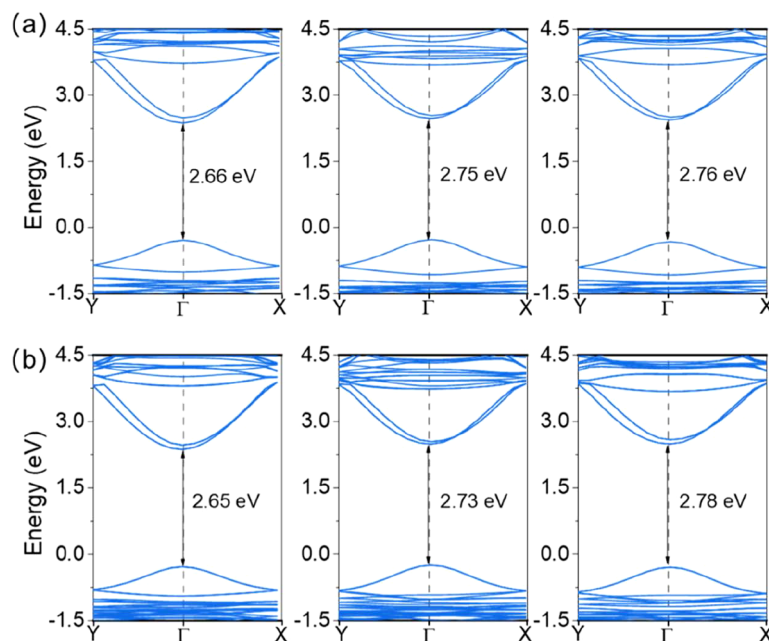 (a)
Energy (eV)
4.5
3.0
1.5
0.0
-1.5
2.66 eV
Y Γ X
4.5
3.0
1.5
0.0
-1.5
2.75 eV
Y Γ X
4.5
3.0
1.5
0.0
-1.5
2.76 eV
Y Γ X
(b)
Energy (eV)
4.5
3.0
1.5
0.0
-1.5
2.65 eV
Y Γ X
4.5
3.0
1.5
0.0
-1.5
2.73 eV
Y Γ X
4.5
3.0
1.5
0.0
-1.5
2.78 eV
Y Γ X